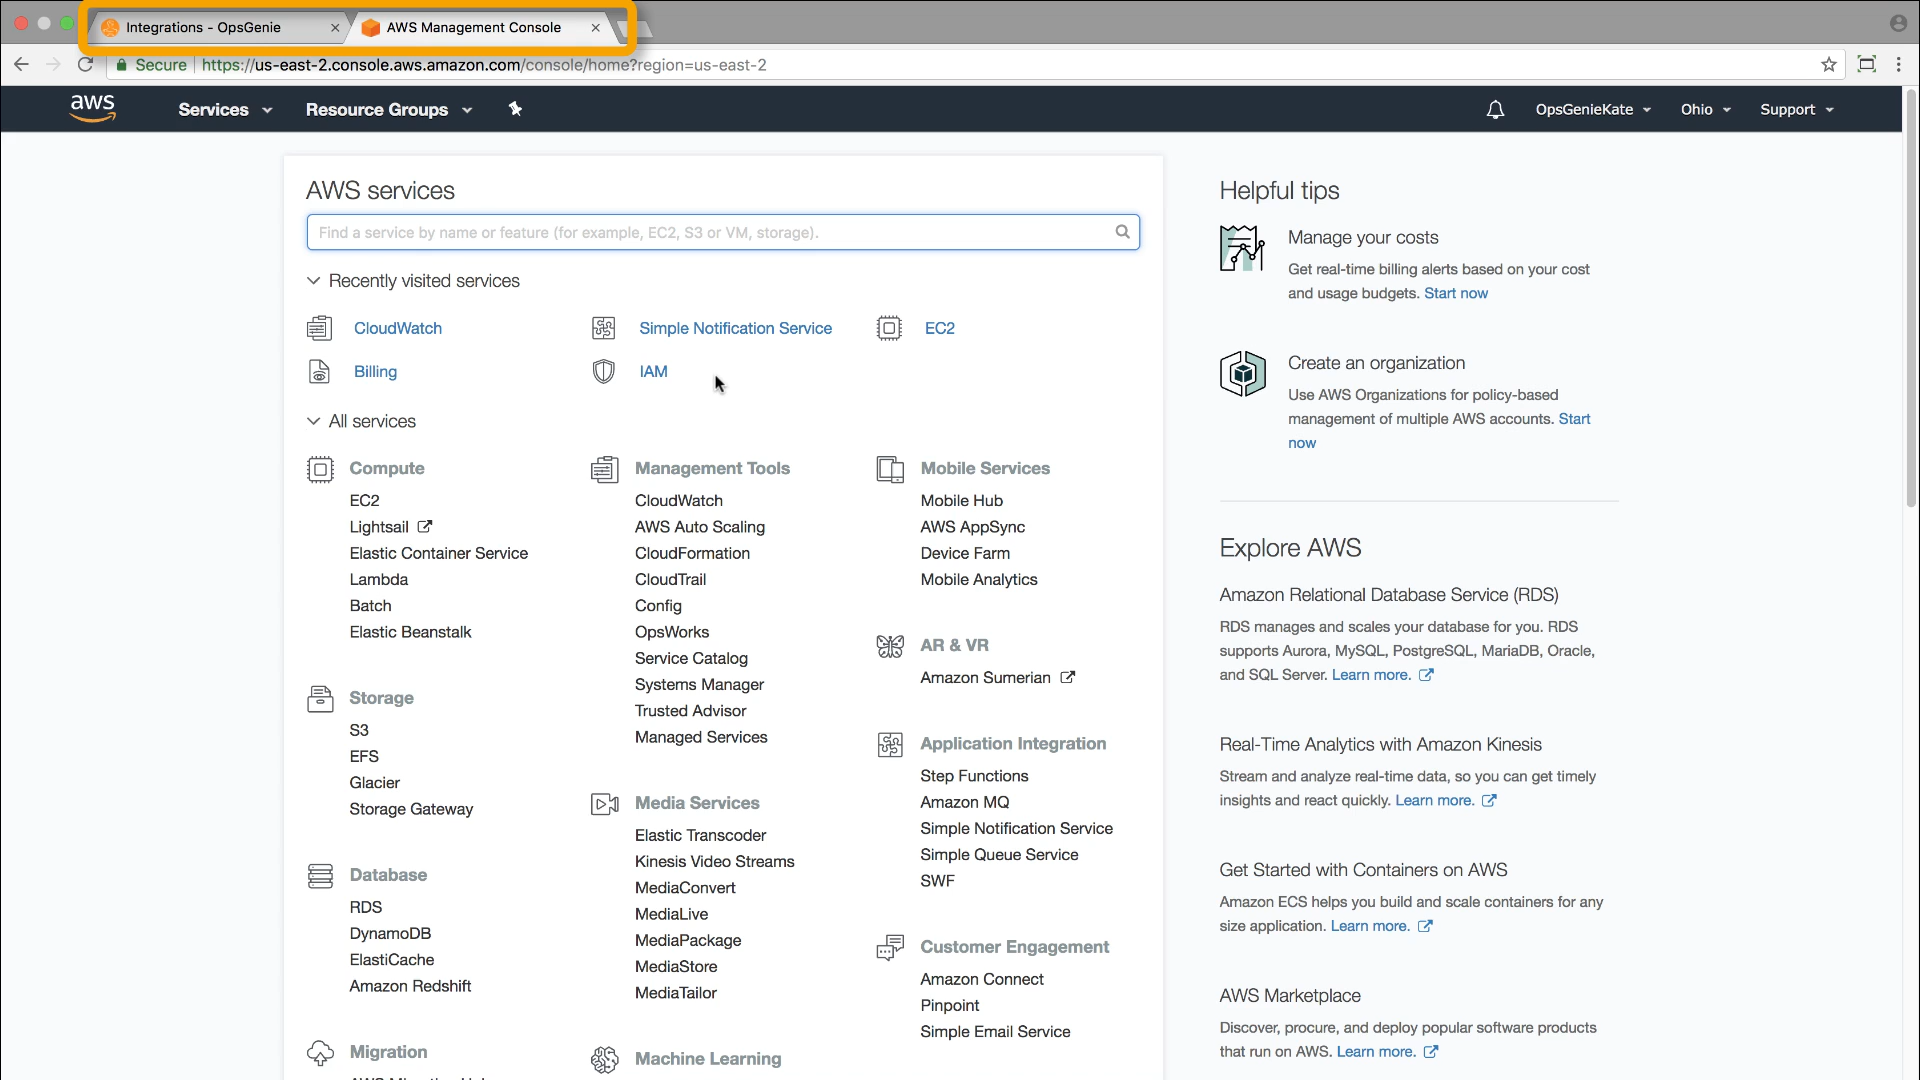 Integrations - OpsGenie
AWS Management Console
Secure https://us-east-2.console.aws.amazon.com/console/home?region=us-east-2
aws Services Resource Groups OpsGenieKate Ohio Support
AWS services
Find a service by name or feature (for example, EC2, S3 or VM, storage).
Recently visited services
CloudWatch
Simple Notification Service
EC2
Billing
IAM
All services
Compute
EC2
Lightsail
Elastic Container Service
Lambda
Batch
Elastic Beanstalk
Storage
S3
EFS
Glacier
Storage Gateway
Database
RDS
DynamoDB
ElastiCache
Amazon Redshift
Migration
Management Tools
CloudWatch
AWS Auto Scaling
CloudFormation
CloudTrail
Config
OpsWorks
Service Catalog
Systems Manager
Trusted Advisor
Managed Services
Media Services
Elastic Transcoder
Kinesis Video Streams
MediaConvert
MediaLive
MediaPackage
MediaStore
MediaTailor
Machine Learning
Mobile Services
Mobile Hub
AWS AppSync
Device Farm
Mobile Analytics
AR & VR
Amazon Sumerian
Application Integration
Step Functions
Amazon MQ
Simple Notification Service
Simple Queue Service
SWF
Customer Engagement
Amazon Connect
Pinpoint
Simple Email Service
Helpful tips
Manage your costs
Get real-time billing alerts based on your cost
and usage budgets. Start now
Create an organization
Use AWS Organizations for policy-based
management of multiple AWS accounts. Start
now
Explore AWS
Amazon Relational Database Service (RDS)
RDS manages and scales your database for you. RDS
supports Aurora, MySQL, PostgreSQL, MariaDB, Oracle,
and SQL Server. Learn more.
Real-Time Analytics with Amazon Kinesis
Stream and analyze real-time data, so you can get timely
insights and react quickly. Learn more.
Get Started with Containers on AWS
Amazon ECS helps you build and scale containers for any
size application. Learn more.
AWS Marketplace
Discover, procure, and deploy popular software products
that run on AWS. Learn more.